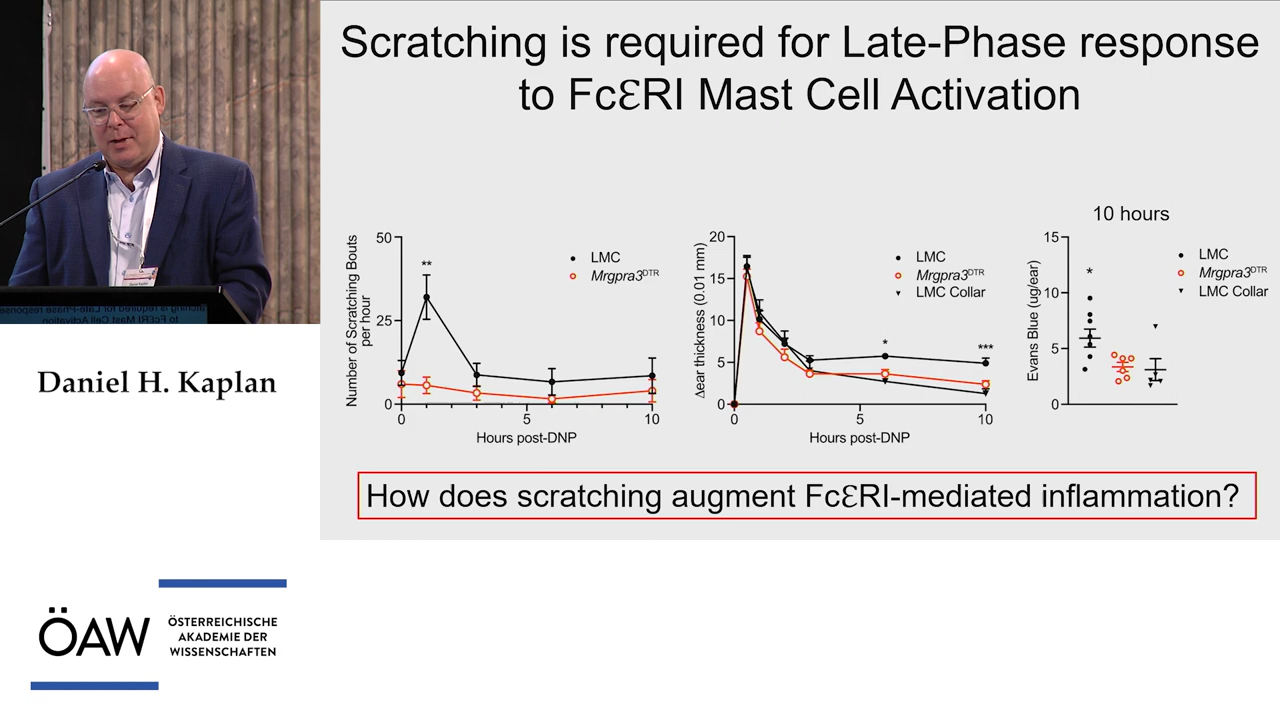 Scratching is required for Late-Phase response
to FcƐRI Mast Cell Activation
10 hours
50
25
0
Number of Scratching Bouts
per hour
**
LMC
Mrgpra3DTR
0
5
10
Hours post-DNP
20
15
10
5
0
Δear thickness (0.01 mm)
LMC
Mrgpra3DTR
LMC Collar
*
***
0
5
10
Hours post-DNP
15
10
5
0
Evans Blue (ug/ear)
*
LMC
Mrgpra3DTR
LMC Collar
How does scratching augment FcƐRI-mediated inflammation?
Daniel H. Kaplan
ÖAW
ÖSTERREICHISCHE
AKADEMIE DER
WISSENSCHAFTEN